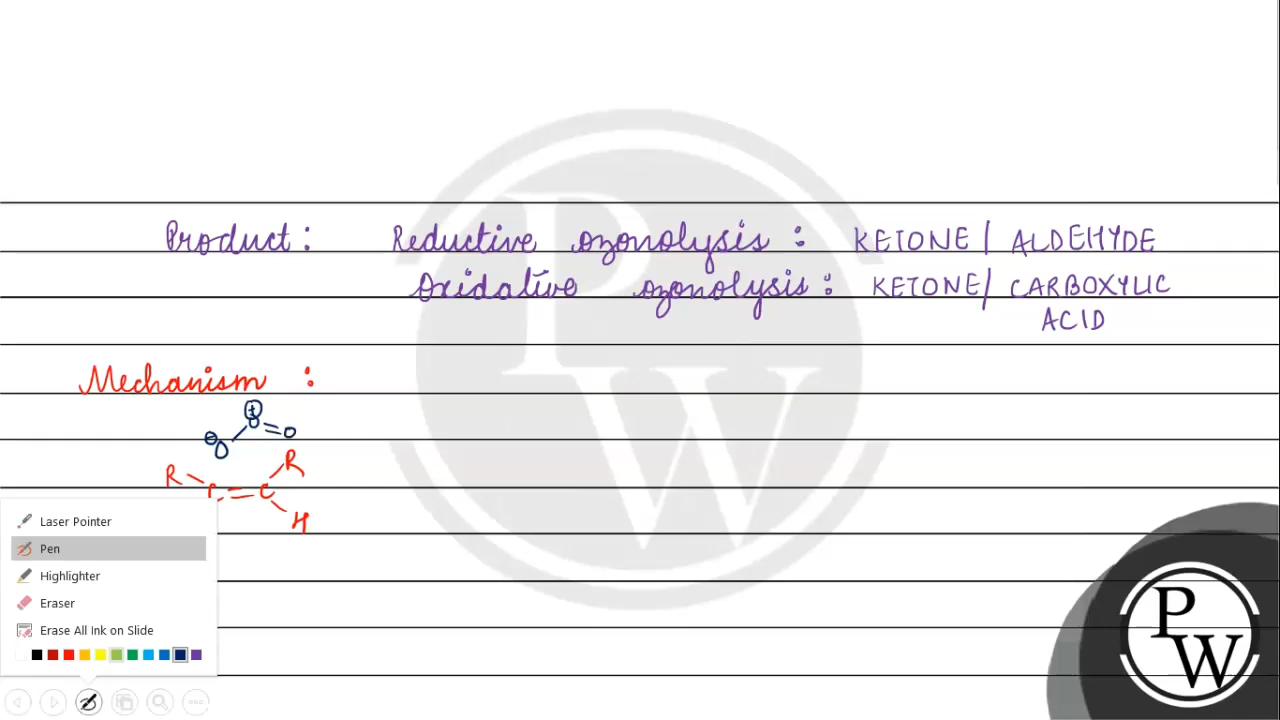 Product : Reductive ozonolysis : KETONE / ALDEHYDE
Oxidative ozonolysis : KETONE / CARBOXYLIC
ACID
Mechanism :
⊕
O
⊖ O = O
R R
C = C
H
Laser Pointer
Pen
Highlighter
Eraser
Erase All Ink on Slide
P
W
P
W